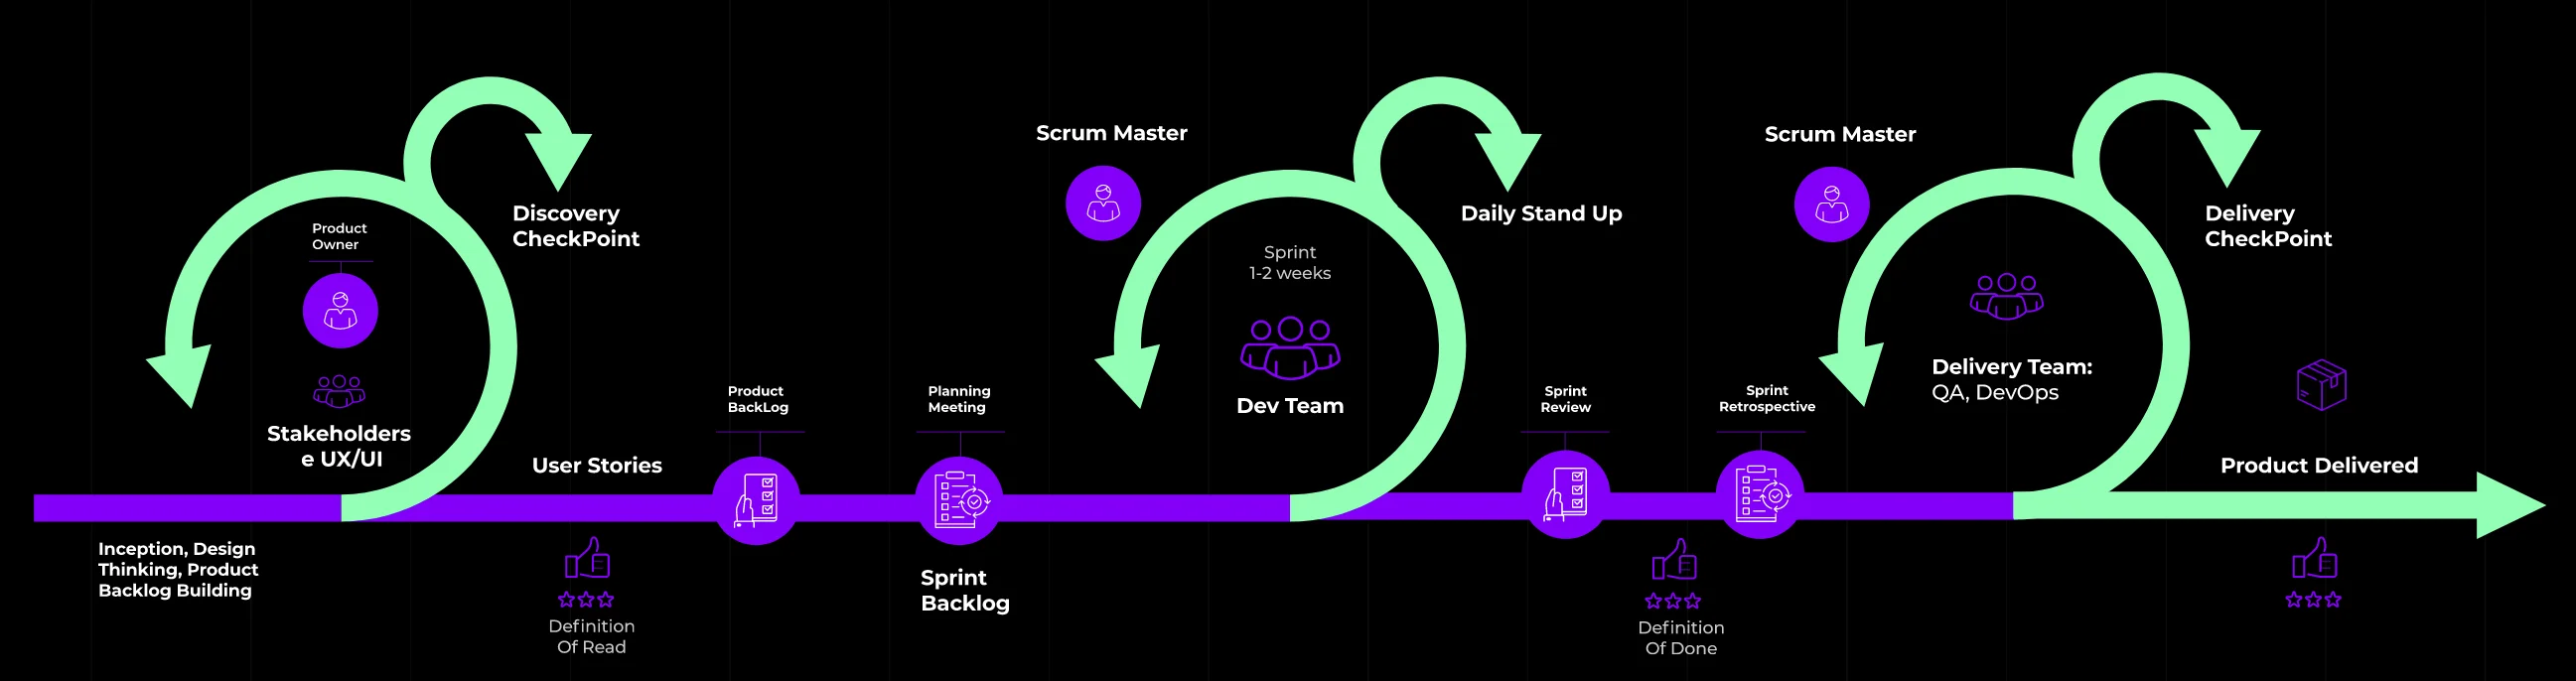 Product
Owner
Stakeholders
e UX/UI
Discovery
CheckPoint
Inception, Design
Thinking, Product
Backlog Building
User Stories
Definition
Of Read
Product
BackLog
Planning
Meeting
Sprint
Backlog
Scrum Master
Sprint
1-2 weeks
Dev Team
Daily Stand Up
Sprint
Review
Sprint
Retrospective
Definition
Of Done
Scrum Master
Delivery Team:
QA, DevOps
Delivery
CheckPoint
Product Delivered